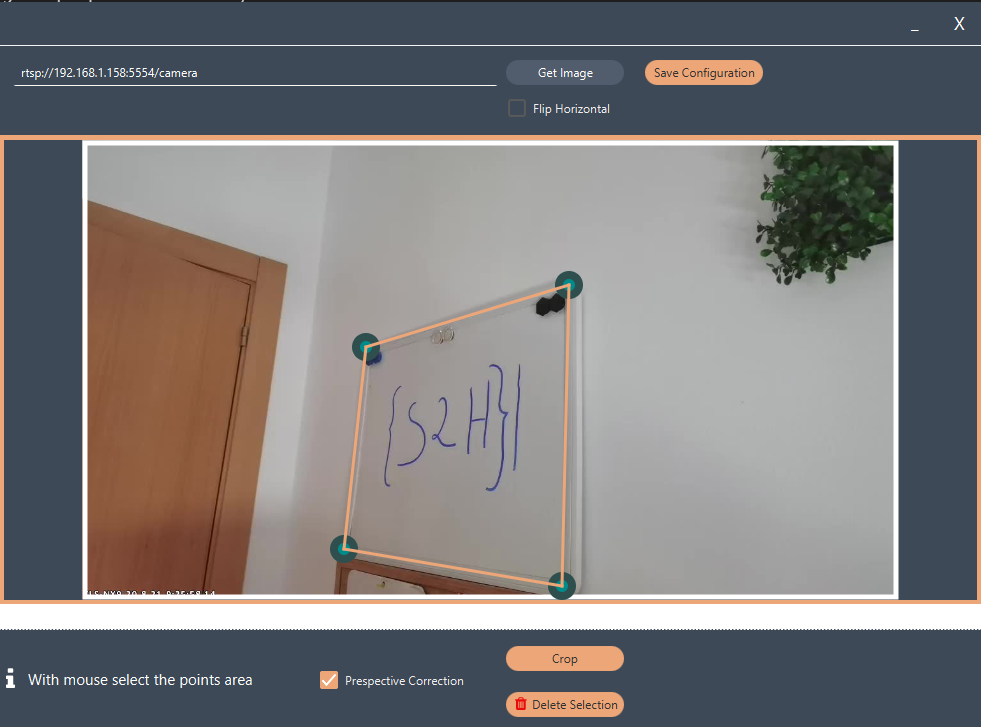 _ X
rtsp://192.168.1.158:5554/camera
Get Image
Save Configuration
Flip Horizontal
{S2H}|
With mouse select the points area
Prespective Correction
Crop
Delete Selection